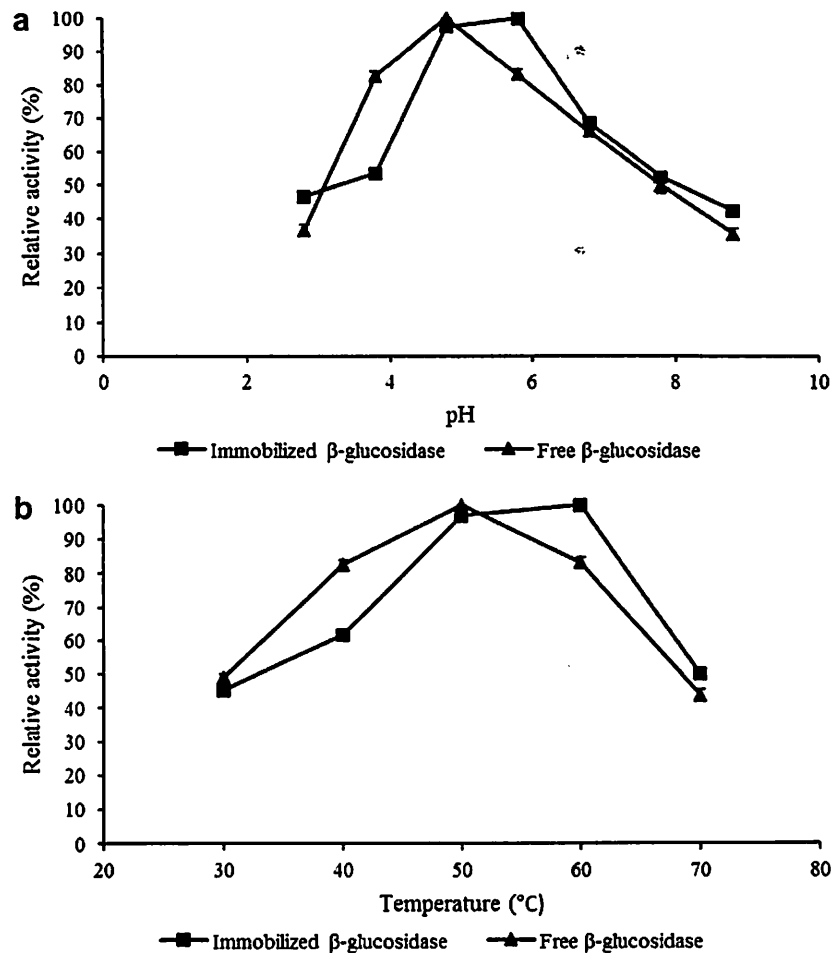 a
Relative activity (%)
100
90
80
70
60
50
40
30
20
10
0
0 2 4 6 8 10
pH
Immobilized β-glucosidase Free β-glucosidase
b
Relative activity (%)
100
90
80
70
60
50
40
30
20
10
0
20 30 40 50 60 70 80
Temperature (°C)
Immobilized β-glucosidase Free β-glucosidase